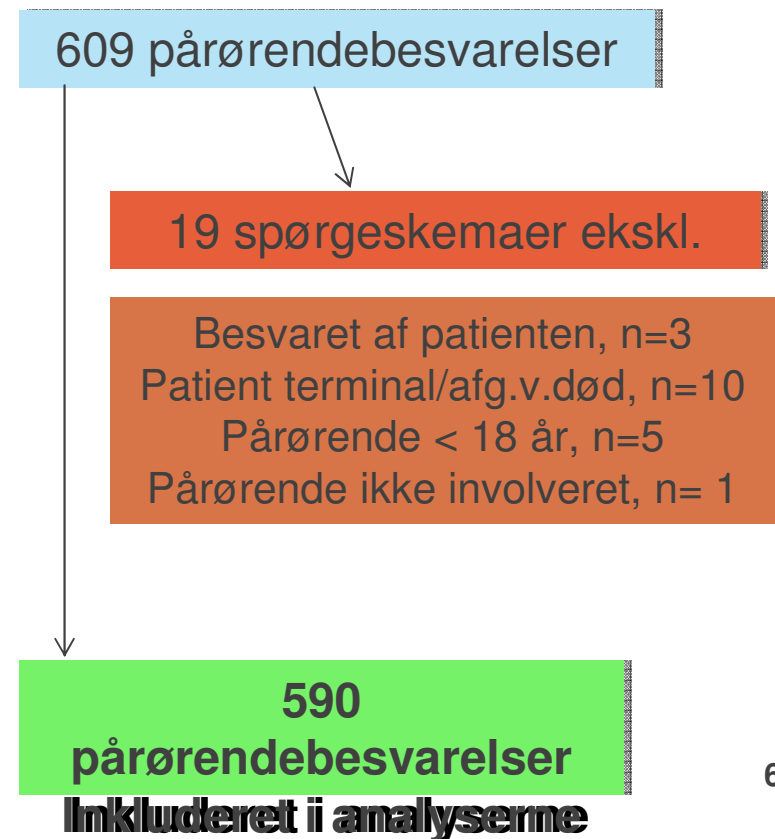 609 pårørendebesvarelser
19 spørgeskemaer ekskl.
Besvaret af patienten, n=3
Patient terminal/afg.v.død, n=10
Pårørende < 18 år, n=5
Pårørende ikke involveret, n= 1
590
pårørendebesvarelser
Inkluderet i analyserne
6